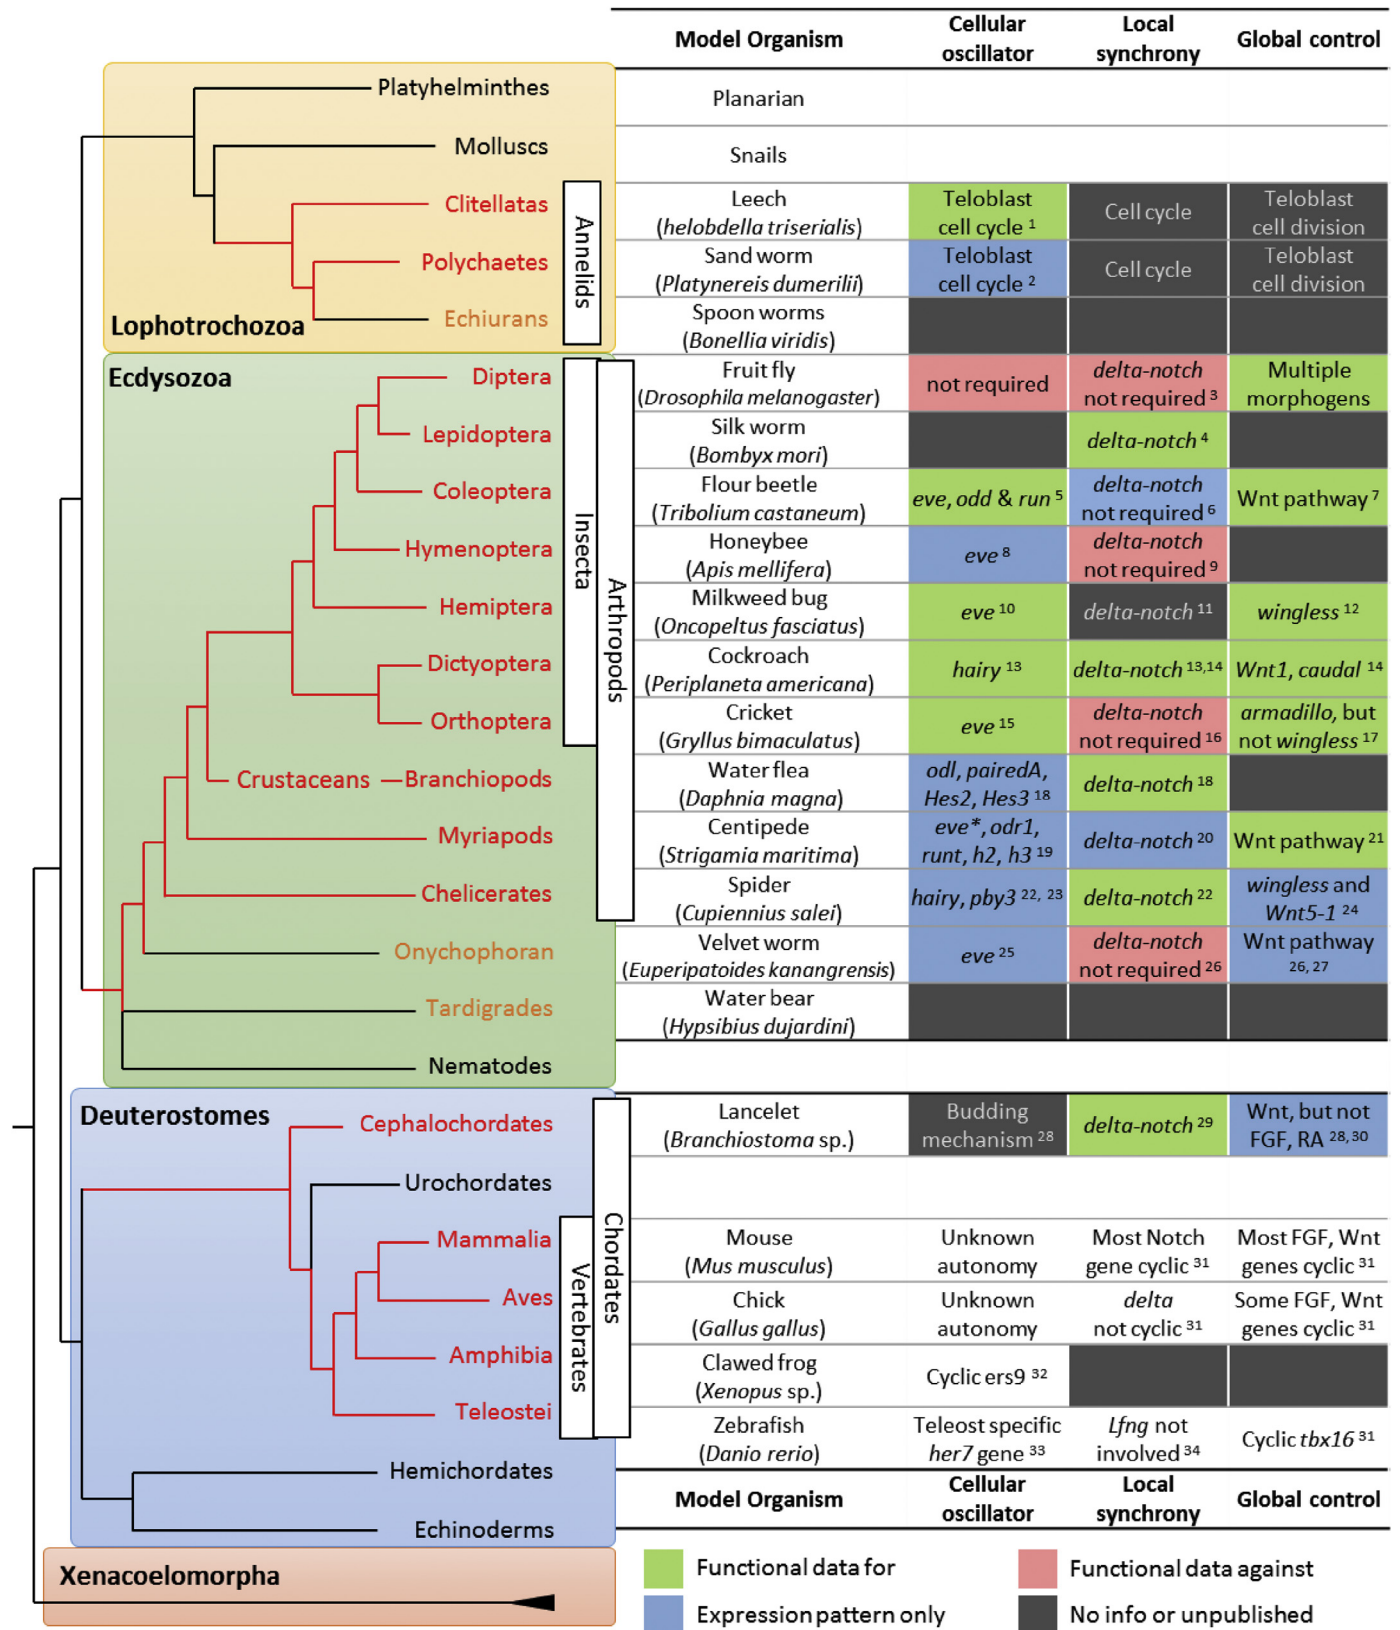 Model Organism Cellular oscillator Local synchrony Global control
Platyhelminthes Planarian
Molluscs Snails
Clitellatas Leech (helobdella triserialis) Teloblast cell cycle 1 Cell cycle Teloblast cell division
Polychaetes Sand worm (Platynereis dumerilii) Teloblast cell cycle 2 Cell cycle Teloblast cell division
Echiurans Spoon worms (Bonellia viridis)
Annelids
Lophotrochozoa
Ecdysozoa
Diptera Fruit fly (Drosophila melanogaster) not required delta-notch not required 3 Multiple morphogens
Lepidoptera Silk worm (Bombyx mori) delta-notch 4
Coleoptera Flour beetle (Tribolium castaneum) eve, odd & run 5 delta-notch not required 6 Wnt pathway 7
Hymenoptera Honeybee (Apis mellifera) eve 8 delta-notch not required 9
Hemiptera Milkweed bug (Oncopeltus fasciatus) eve 10 delta-notch 11 wingless 12
Dictyoptera Cockroach (Periplaneta americana) hairy 13 delta-notch 13,14 Wnt1, caudal 14
Orthoptera Cricket (Gryllus bimaculatus) eve 15 delta-notch not required 16 armadillo, but not wingless 17
Insecta
Arthropods
Crustaceans Branchiopods Water flea (Daphnia magna) odl, pairedA, Hes2, Hes3 18 delta-notch 18
Myriapods Centipede (Strigamia maritima) eve*, odr1, runt, h2, h3 19 delta-notch 20 Wnt pathway 21
Chelicerates Spider (Cupiennius salei) hairy, pby3 22, 23 delta-notch 22 wingless and Wnt5-1 24
Onychophoran Velvet worm (Euperipatoides kanangrensis) eve 25 delta-notch not required 26 Wnt pathway 26, 27
Tardigrades Water bear (Hypsibius dujardini)
Nematodes
Deuterostomes
Cephalochordates Lancelet (Branchiostoma sp.) Budding mechanism 28 delta-notch 29 Wnt, but not FGF, RA 28, 30
Urochordates
Mammalia Mouse (Mus musculus) Unknown autonomy Most Notch gene cyclic 31 Most FGF, Wnt genes cyclic 31
Aves Chick (Gallus gallus) Unknown autonomy delta not cyclic 31 Some FGF, Wnt genes cyclic 31
Amphibia Clawed frog (Xenopus sp.) Cyclic ers9 32
Teleostei Zebrafish (Danio rerio) Teleost specific her7 gene 33 Lfng not involved 34 Cyclic tbx16 31
Vertebrates
Chordates
Hemichordates
Model Organism Cellular oscillator Local synchrony Global control
Echinoderms
Xenacoelomorpha
Functional data for
Functional data against
Expression pattern only
No info or unpublished